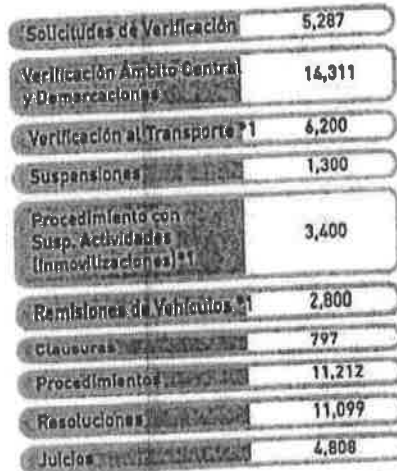 Solicitudes de Verificación 5,287
Verificación Ámbito Central 14,311
y Demarcaciones
Verificación al Transporte *1 6,200
Suspensiones 1,300
Procedimiento con
Susp. Actividades 3,400
(Inmovilizaciones)*1
Remisiones de Vehículos *1 2,800
Clausuras 797
Procedimientos 11,212
Resoluciones 11,099
Juicios 4,808